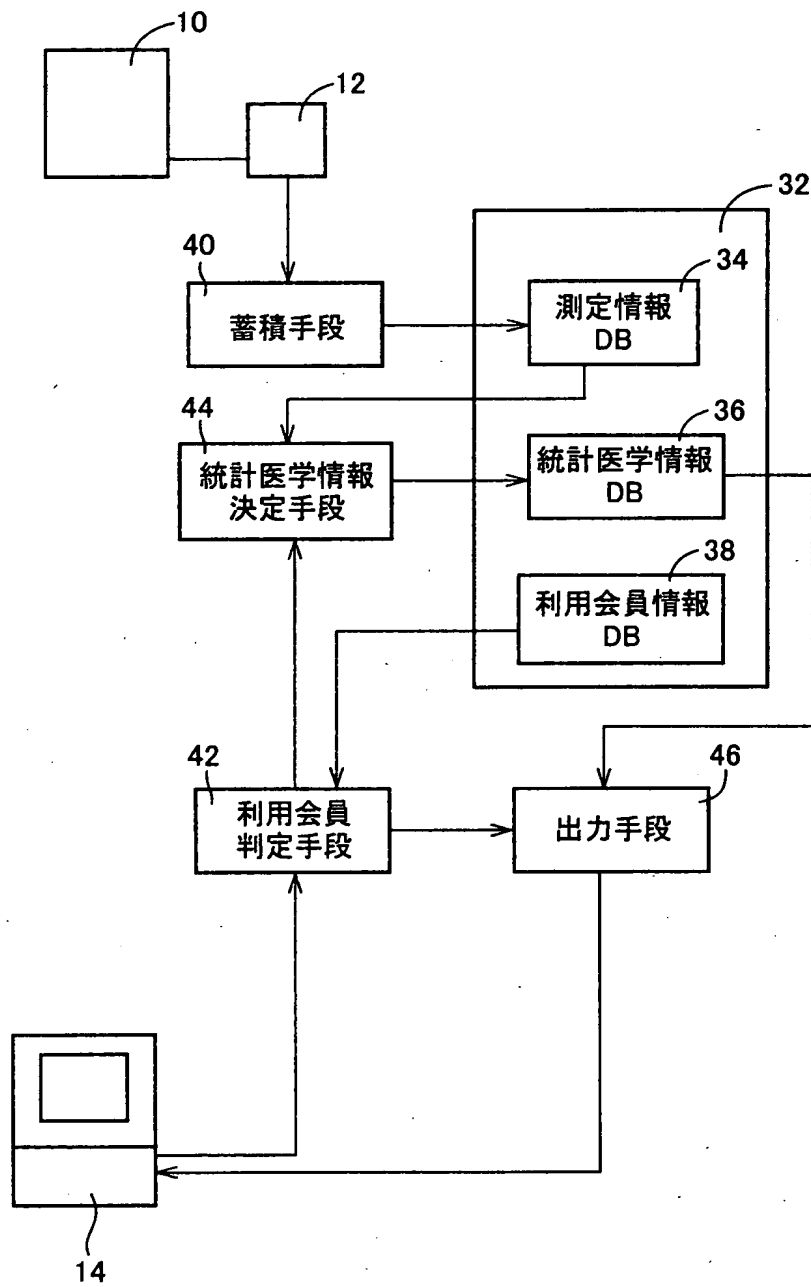 10
12
32
40
蓄積手段
34
測定情報
DB
44
統計医学情報
決定手段
36
統計医学情報
DB
38
利用会員情報
DB
42
利用会員
判定手段
46
出力手段
14